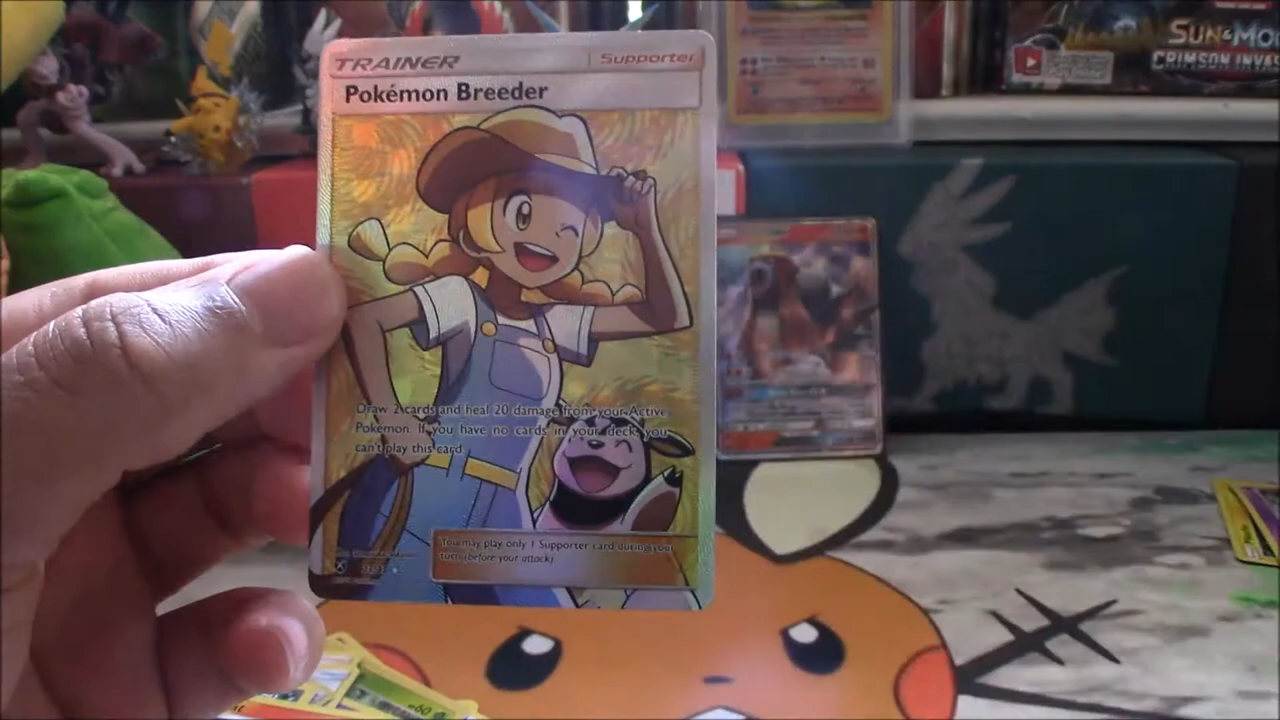 TRAINER
Supporter
Pokémon Breeder
Draw 2 cards and heal 20 damage from your Active
Pokémon. If you have no cards in your deck, you
can't play this card.
You may play only 1 Supporter card during your
turn (before your attack).
SUN & MO
CRIMSON INVAS